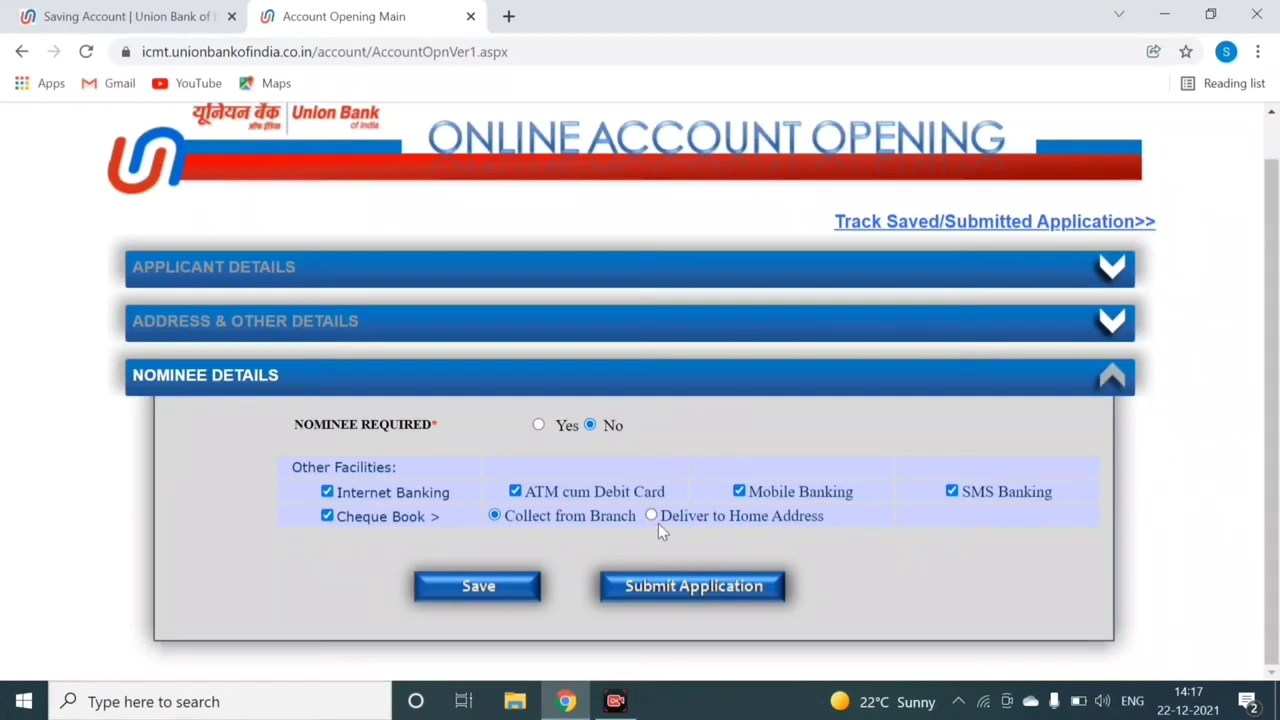 Saving Account | Union Bank of I
Account Opening Main
icmt.unionbankofindia.co.in/account/AccountOpnVer1.aspx
S
Apps Gmail YouTube Maps Reading list
यूनियन बैंक Union Bank
ऑफ इंडिया of India
ONLINE ACCOUNT OPENING
Track Saved/Submitted Application>>
APPLICANT DETAILS
ADDRESS & OTHER DETAILS
NOMINEE DETAILS
NOMINEE REQUIRED* Yes No
Other Facilities:
Internet Banking ATM cum Debit Card Mobile Banking SMS Banking
Cheque Book > Collect from Branch Deliver to Home Address
Save Submit Application
Type here to search
22°C Sunny
ENG
14:17
22-12-2021
2